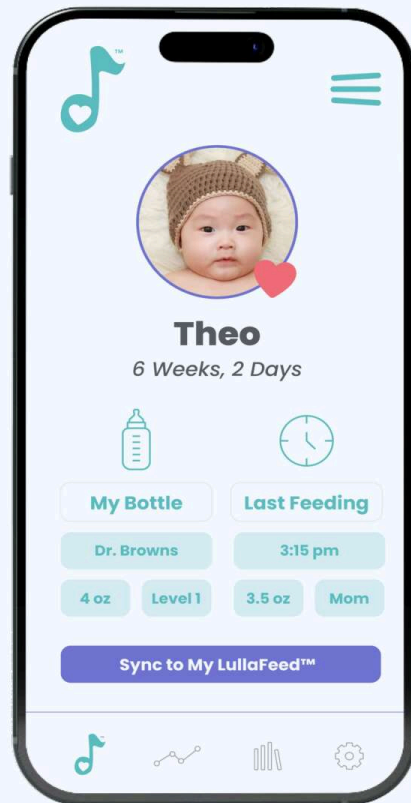 ™
Theo
6 Weeks, 2 Days
My Bottle
Last Feeding
Dr. Browns
3:15 pm
4 oz
Level 1
3.5 oz
Mom
Sync to My LullaFeed™